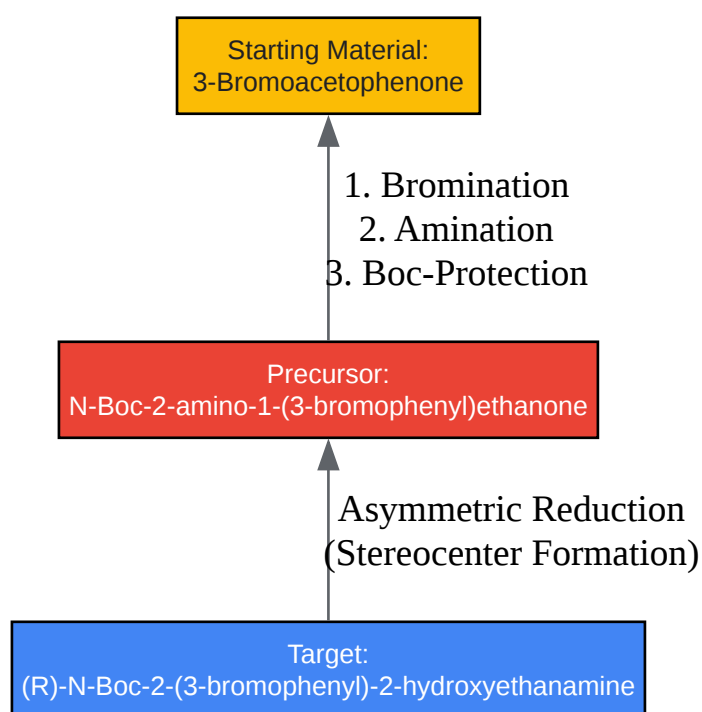 Starting Material:
3-Bromoacetophenone
1. Bromination
2. Amination
3. Boc-Protection
Precursor:
N-Boc-2-amino-1-(3-bromophenyl)ethanone
Asymmetric Reduction
(Stereocenter Formation)
Target:
(R)-N-Boc-2-(3-bromophenyl)-2-hydroxyethanamine